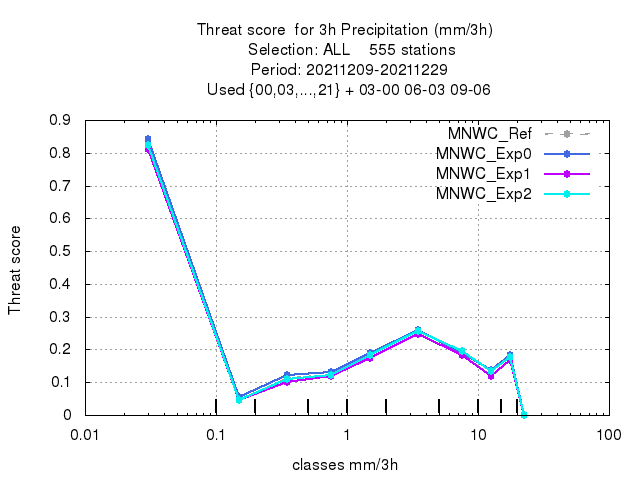 Threat score  for 3h Precipitation (mm/3h)
Selection: ALL    555 stations
Period: 20211209-20211229
Used {00,03,...,21} + 03-00 06-03 09-06
MNWC_Ref
MNWC_Exp0
MNWC_Exp1
MNWC_Exp2
Threat score
0.9
0.8
0.7
0.6
0.5
0.4
0.3
0.2
0.1
0
0.01 0.1 1 10 100
classes mm/3h